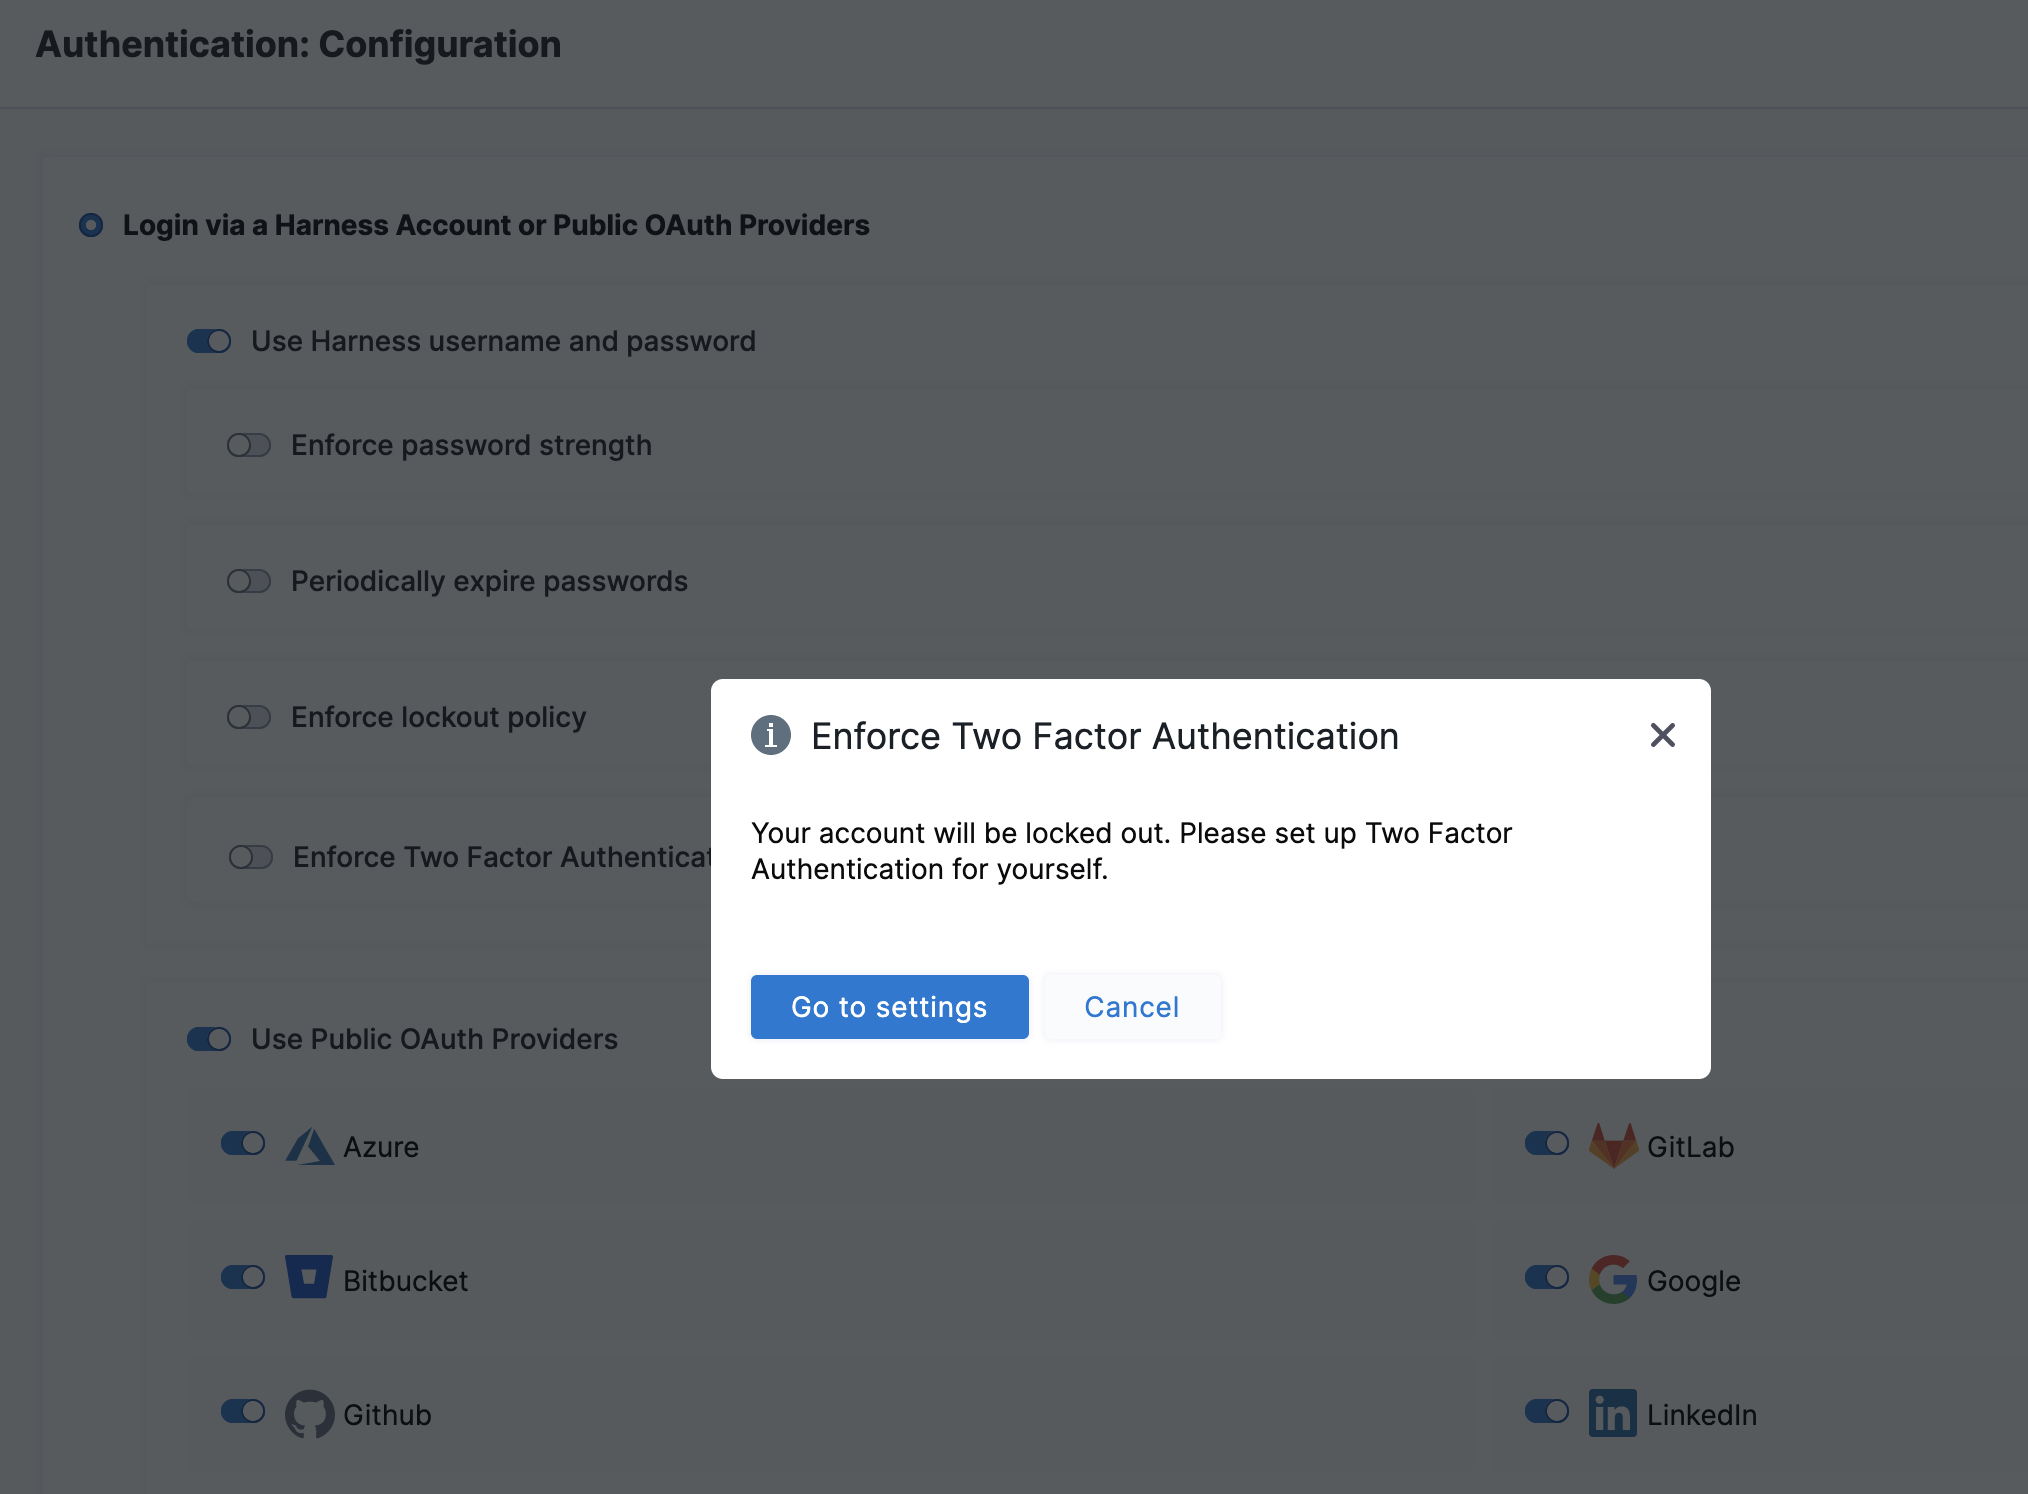 Authentication: Configuration
Login via a Harness Account or Public OAuth Providers
Use Harness username and password
Enforce password strength
Periodically expire passwords
Enforce lockout policy
Enforce Two Factor Authenticat
Enforce Two Factor Authentication
Your account will be locked out. Please set up Two Factor
Authentication for yourself.
Go to settings
Cancel
Use Public OAuth Providers
Azure
GitLab
Bitbucket
Google
Github
LinkedIn